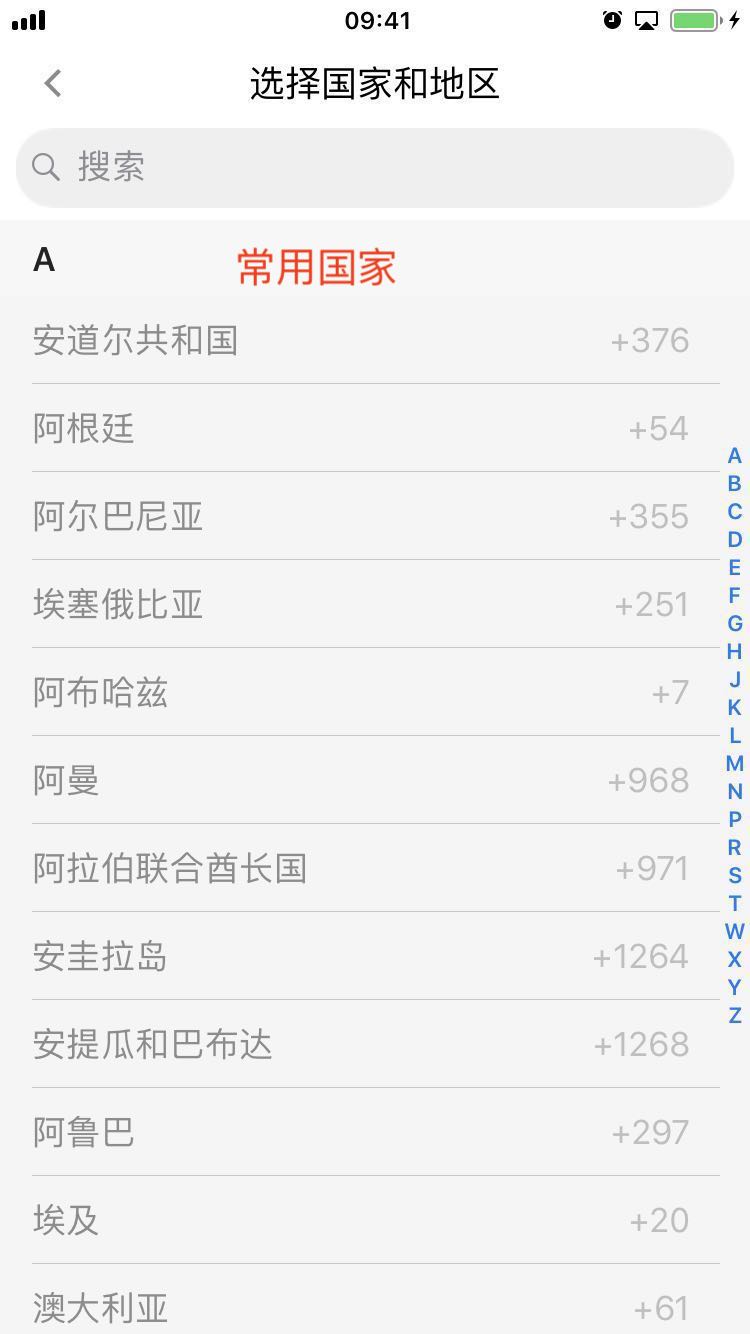 09:41
选择国家和地区
搜索
A 常用国家
安道尔共和国 +376
阿根廷 +54
阿尔巴尼亚 +355
埃塞俄比亚 +251
阿布哈兹 +7
阿曼 +968
阿拉伯联合酋长国 +971
安圭拉岛 +1264
安提瓜和巴布达 +1268
阿鲁巴 +297
埃及 +20
澳大利亚 +61
A
B
C
D
E
F
G
H
J
K
L
M
N
P
R
S
T
W
X
Y
Z